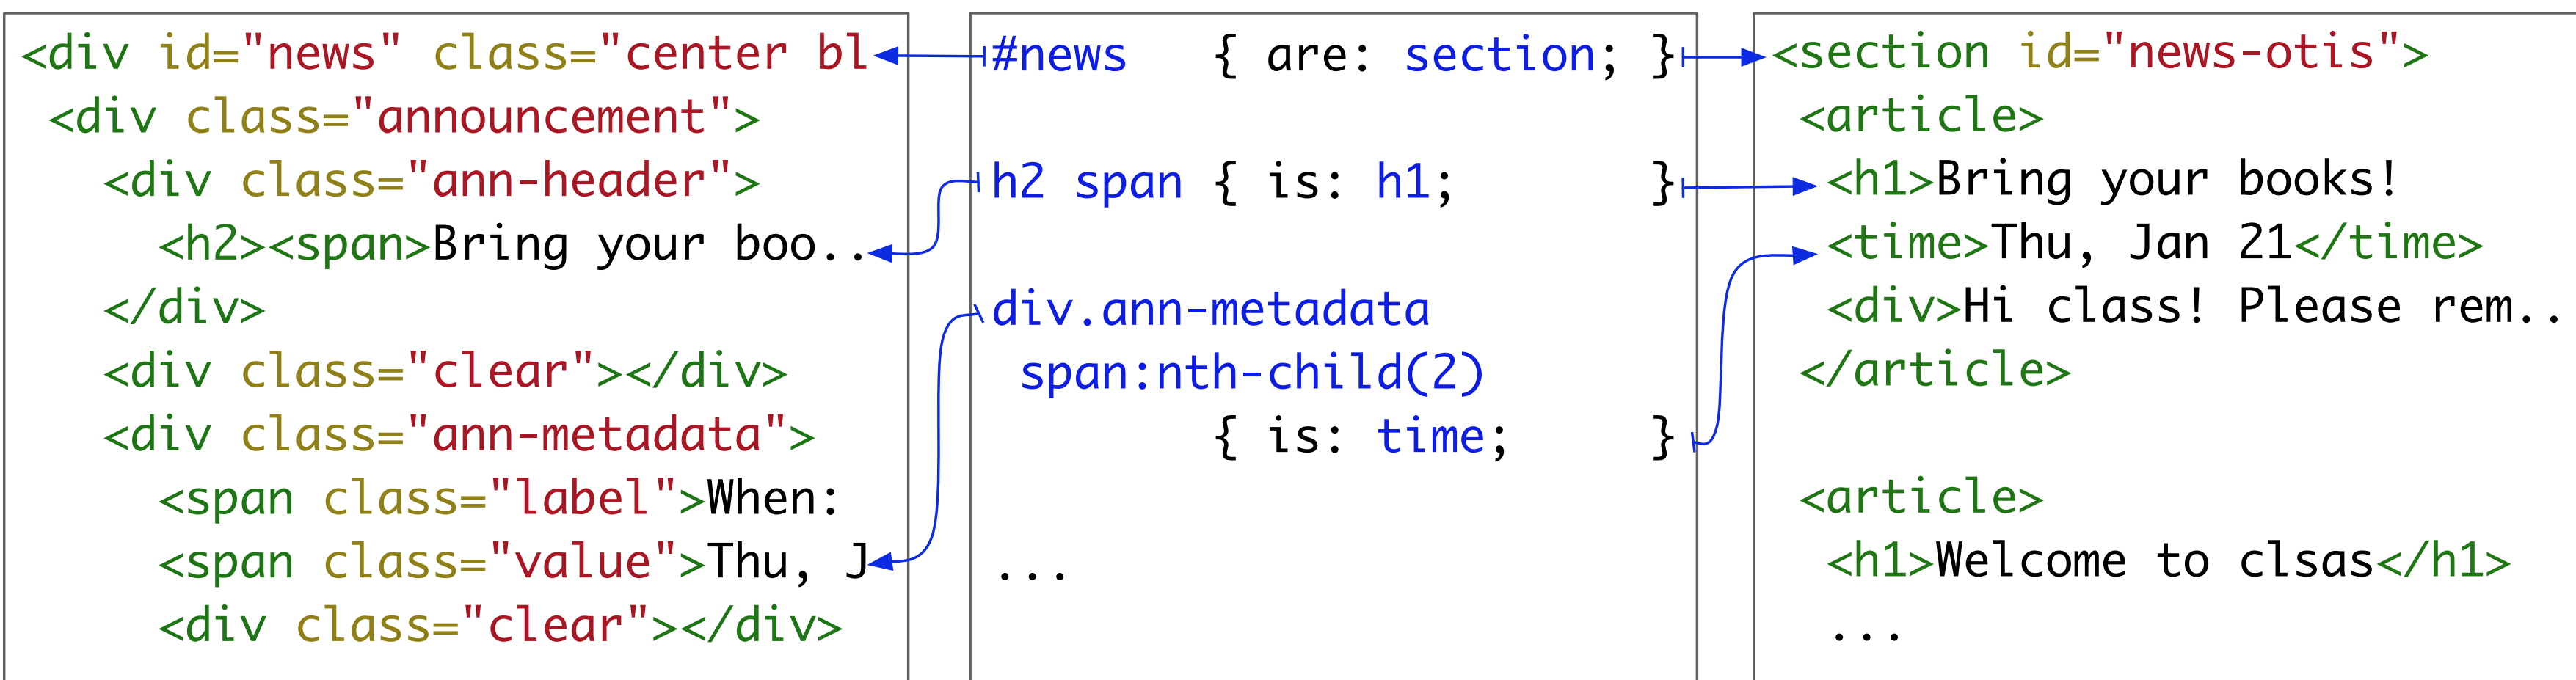 <div id="news" class="center bl
<div class="announcement">
<div class="ann-header">
<h2><span>Bring your boo..
</div>
<div class="clear"></div>
<div class="ann-metadata">
<span class="label">When:
<span class="value">Thu, J
<div class="clear"></div>
#news { are: section; }
h2 span { is: h1; }
div.ann-metadata
span:nth-child(2)
{ is: time; }
...
<section id="news-otis">
<article>
<h1>Bring your books!
<time>Thu, Jan 21</time>
<div>Hi class! Please rem..
</article>
<article>
<h1>Welcome to clsas</h1>
...